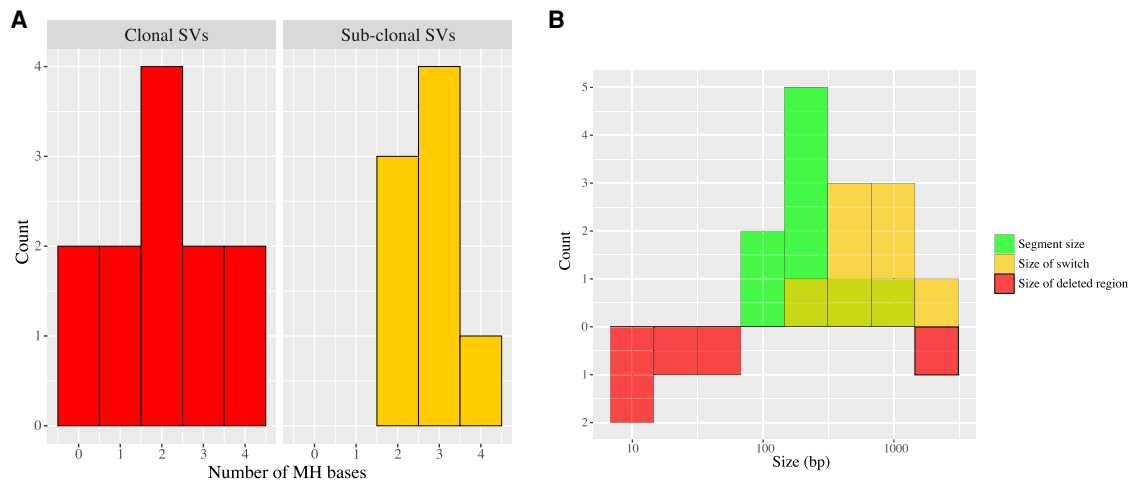 A
Clonal SVs
Sub-clonal SVs
Count
4
3
2
1
0
0 1 2 3 4
0 1 2 3 4
Number of MH bases
B
Count
5
4
3
2
1
0
1
2
10 100 1000
Size (bp)
Segment size
Size of switch
Size of deleted region